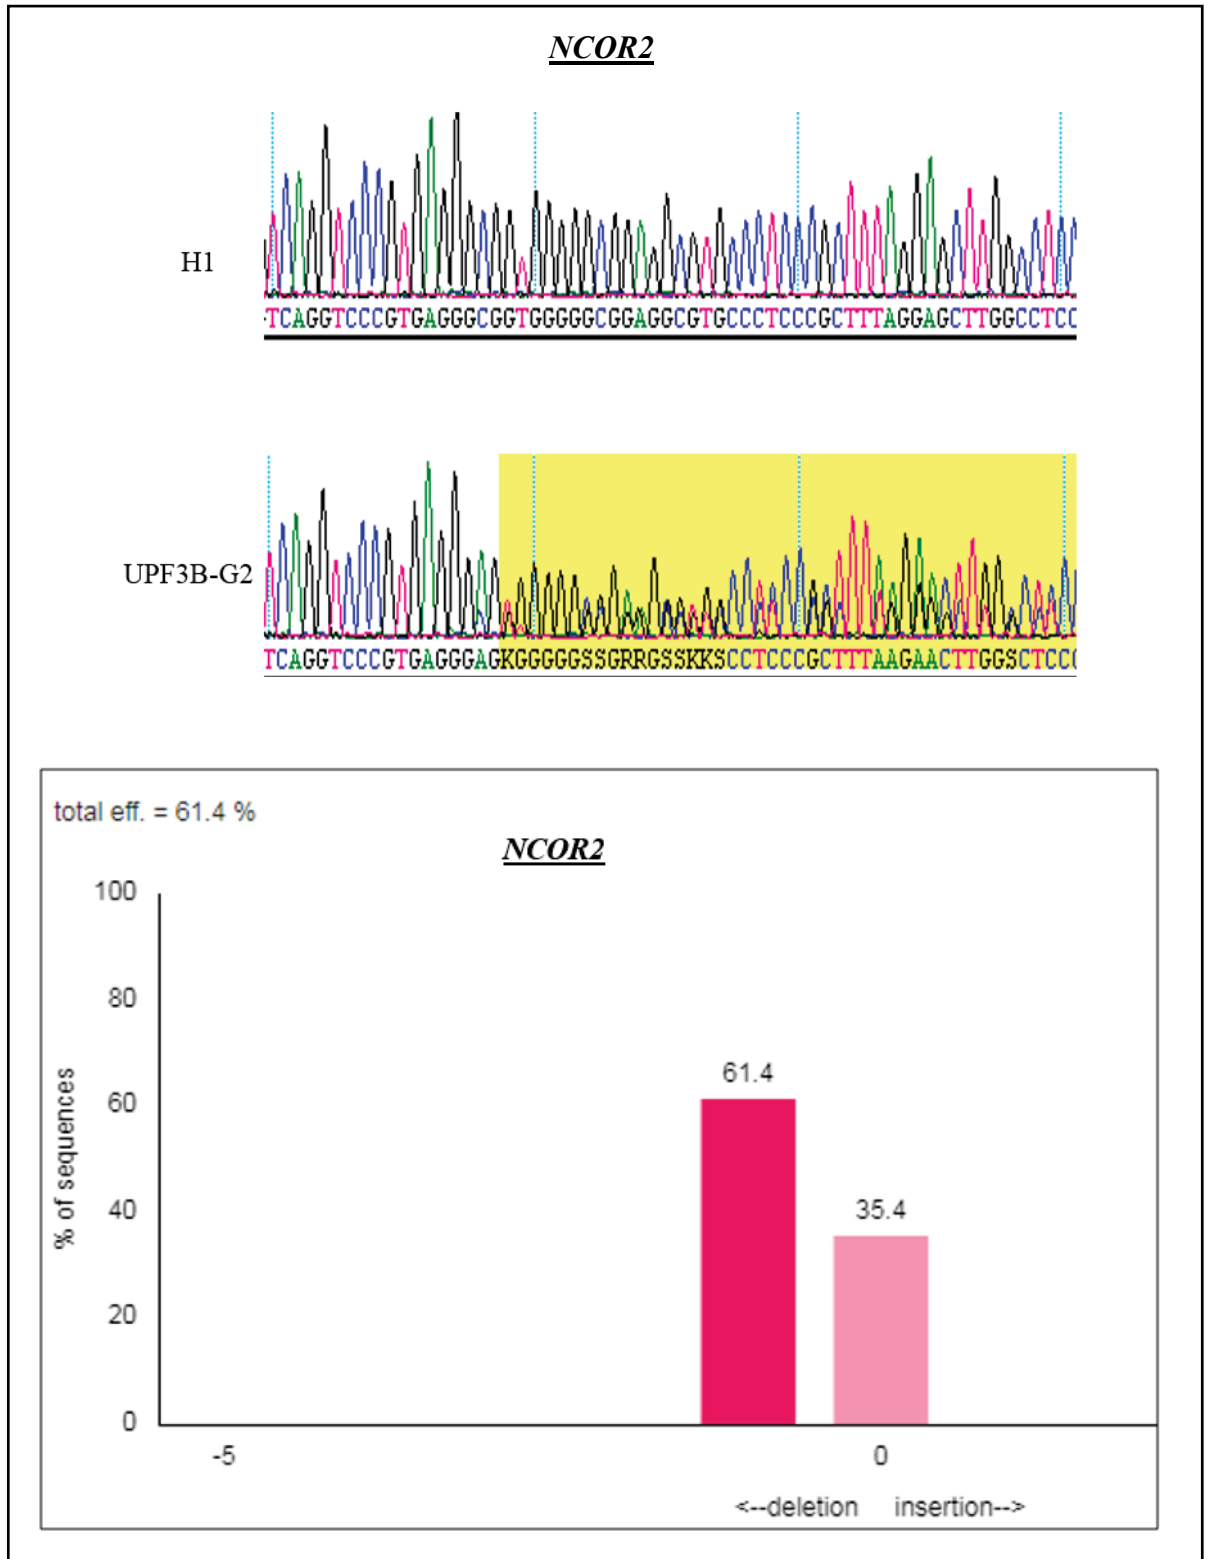 NCOR2
H1
TCAGGTCCCGTGAGGGCGGTGGGGGCGGAGGCGTGCCCTCCCGCTTTAGGAGCTTGGCCTCC
UPF3B-G2
TCAGGTCCCGTGAGGGAGKGGGGGSSGRRGSSKKSCCTCCCGCTTTAAGAACTTGGSCTCCC
total eff. = 61.4 %
NCOR2
100
80
60
40
20
0
% of sequences
61.4
35.4
-5
0
<--deletion insertion-->